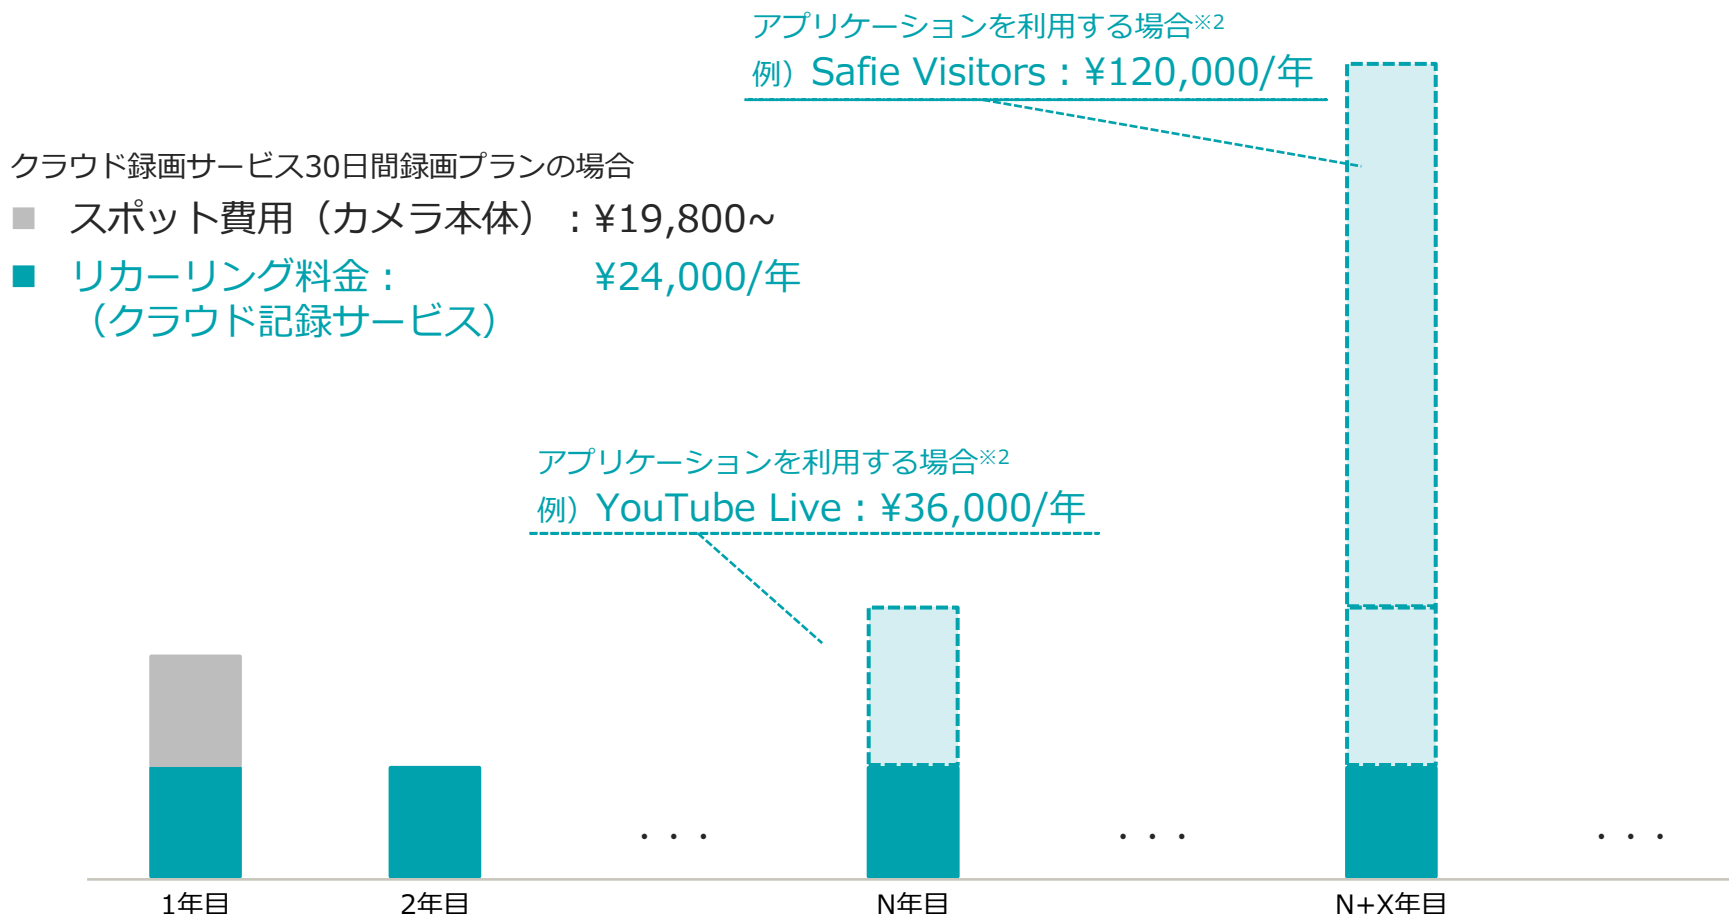 アプリケーションを利用する場合※2
例）Safie Visitors：¥120,000/年
クラウド録画サービス30日間録画プランの場合
スポット費用（カメラ本体）：¥19,800~
リカーリング料金： ¥24,000/年
（クラウド記録サービス）
アプリケーションを利用する場合※2
例）YouTube Live：¥36,000/年
・・・ ・・・ ・・・
1年目 2年目 N年目 N+X年目